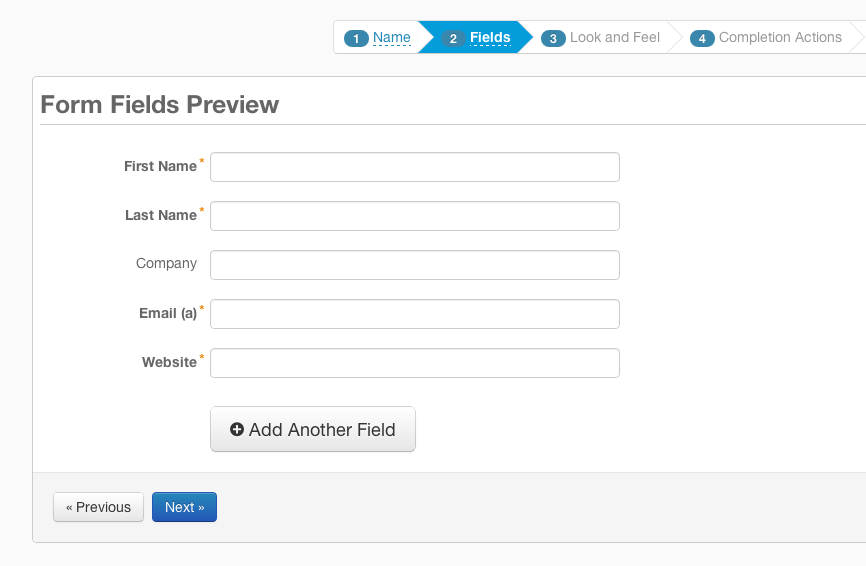 1 Name 2 Fields 3 Look and Feel 4 Completion Actions
Form Fields Preview
First Name *
Last Name *
Company
Email (a) *
Website *
Add Another Field
« Previous Next »